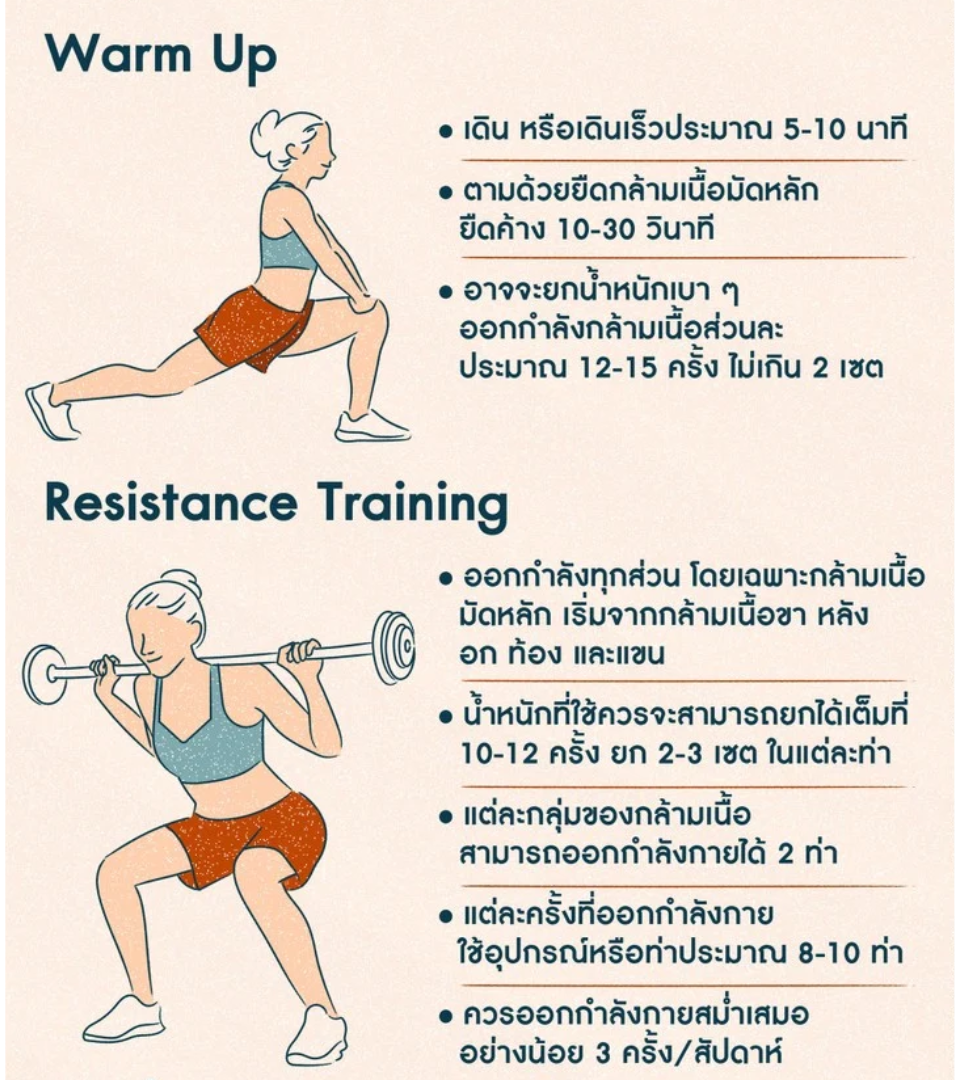 Warm Up
• เดิน หรือเดินเร็วประมาณ 5-10 นาที
• ตามด้วยยืดกล้ามเนื้อมัดหลัก
ยืดค้าง 10-30 วินาที
• อาจจะยกน้ำหนักเบา ๆ
ออกกำลังกล้ามเนื้อส่วนละ
ประมาณ 12-15 ครั้ง ไม่เกิน 2 เซต
Resistance Training
• ออกกำลังทุกส่วน โดยเฉพาะกล้ามเนื้อ
มัดหลัก เริ่มจากกล้ามเนื้อขา หลัง
อก ท้อง และแขน
• น้ำหนักที่ใช้ควรจะสามารถยกได้เต็มที่
10-12 ครั้ง ยก 2-3 เซต ในแต่ละท่า
• แต่ละกลุ่มของกล้ามเนื้อ
สามารถออกกำลังกายได้ 2 ท่า
• แต่ละครั้งที่ออกกำลังกาย
ใช้อุปกรณ์หรือท่าประมาณ 8-10 ท่า
• ควรออกกำลังกายสม่ำเสมอ
อย่างน้อย 3 ครั้ง/สัปดาห์